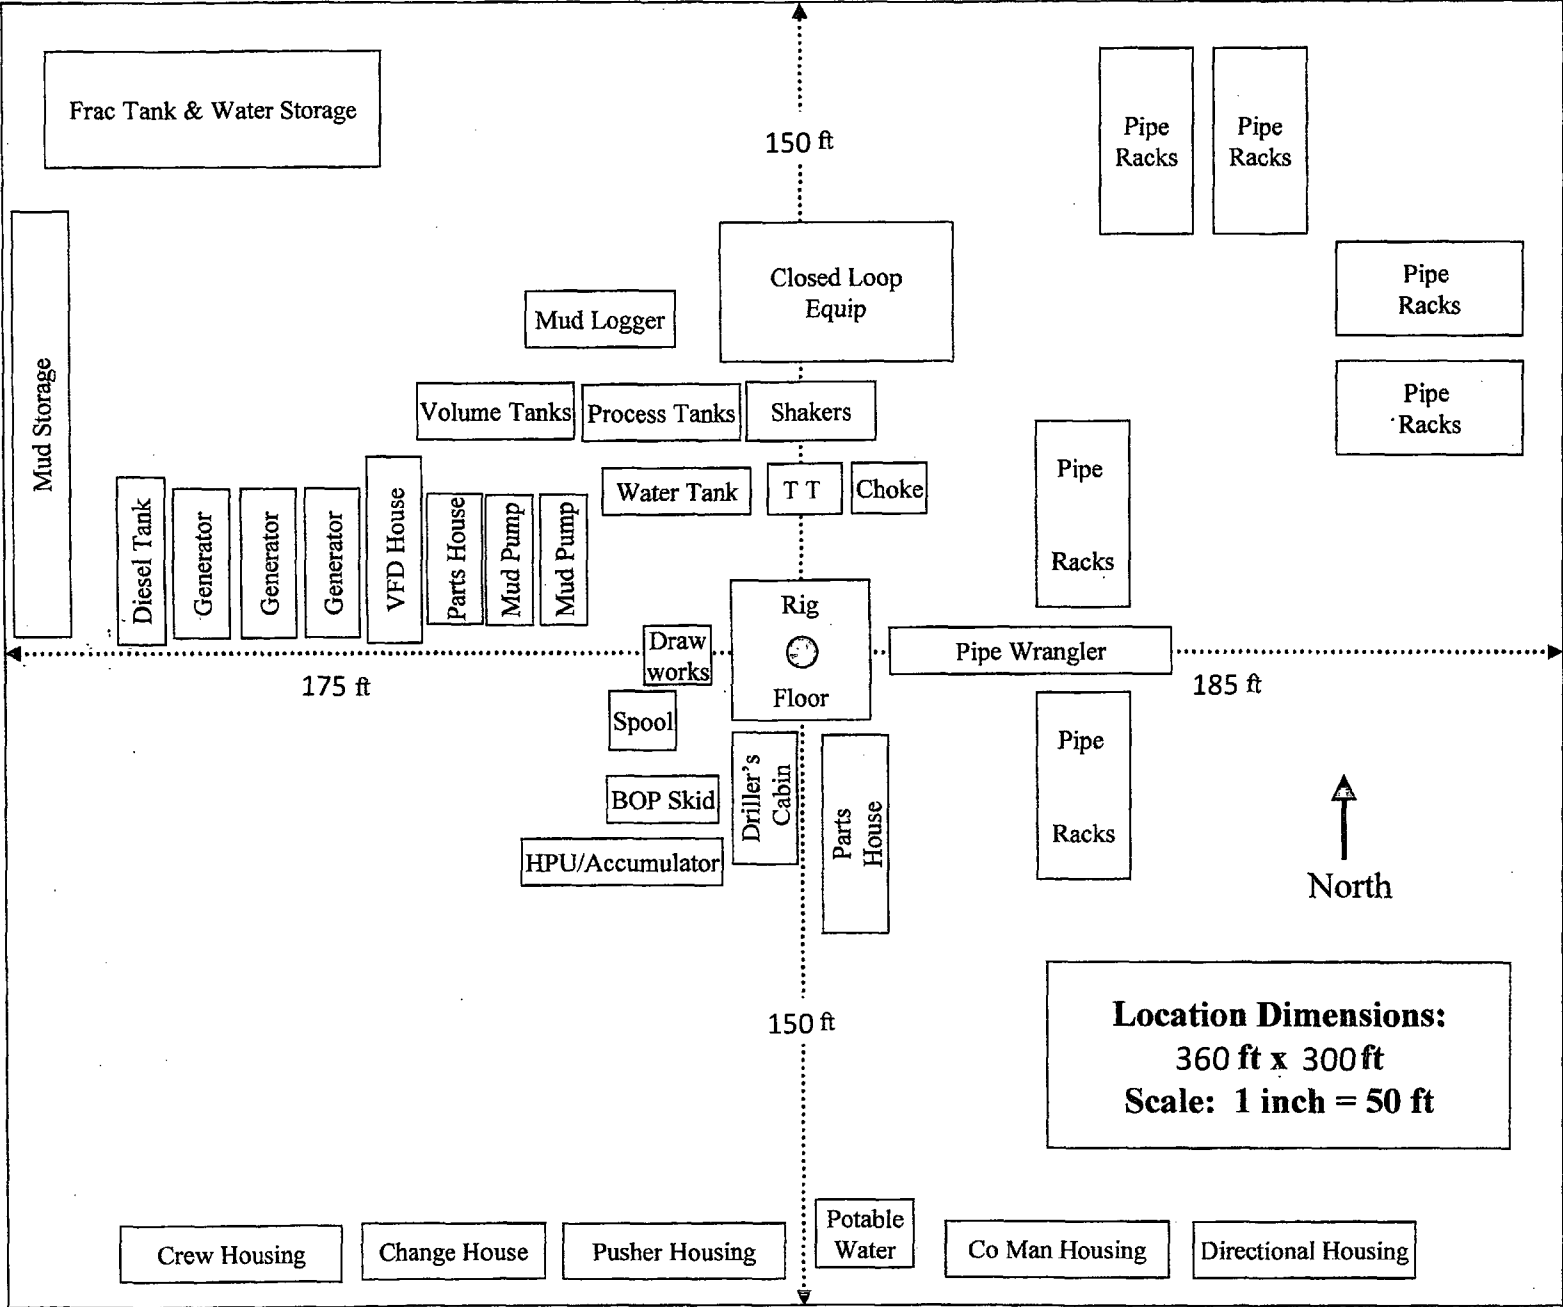 Frac Tank & Water Storage
150 ft
Pipe
Racks
Pipe
Racks
Closed Loop
Equip
Pipe
Racks
Mud Logger
Mud Storage
Volume Tanks
Process Tanks
Shakers
Pipe
Racks
Water Tank
T T
Choke
Pipe
Racks
Diesel Tank
Generator
Generator
Generator
VFD House
Parts House
Mud Pump
Mud Pump
Rig
Floor
Draw
works
Pipe Wrangler
175 ft
185 ft
Spool
Pipe
Racks
BOP Skid
Driller's
Cabin
Parts
House
HPU/Accumulator
North
150 ft
Location Dimensions:
360 ft x 300 ft
Scale: 1 inch = 50 ft
Crew Housing
Change House
Pusher Housing
Potable
Water
Co Man Housing
Directional Housing